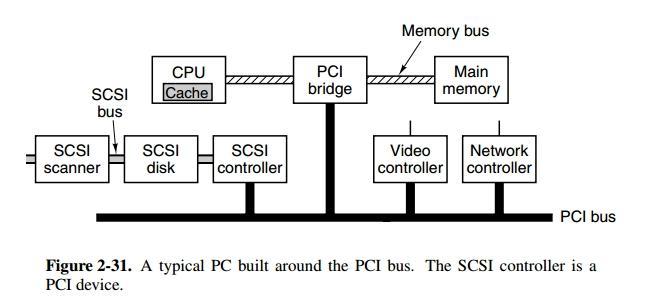 Memory bus
CPU
Cache
PCI
bridge
Main
memory
SCSI
bus
SCSI
scanner
SCSI
disk
SCSI
controller
Video
controller
Network
controller
PCI bus
Figure 2-31. A typical PC built around the PCI bus. The SCSI controller is a
PCI device.